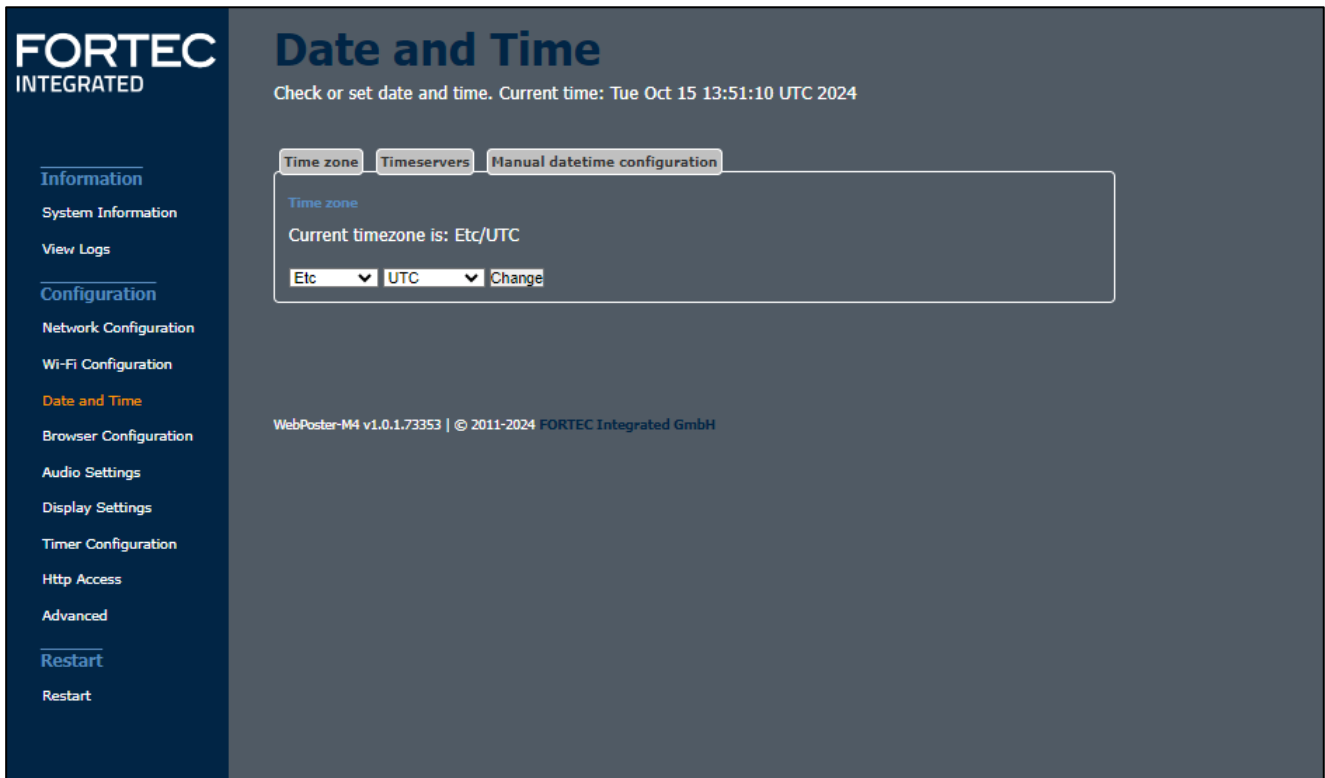 FORTEC
INTEGRATED
Information
System Information
View Logs
Configuration
Network Configuration
Wi-Fi Configuration
Date and Time
Browser Configuration
Audio Settings
Display Settings
Timer Configuration
Http Access
Advanced
Restart
Restart
Date and Time
Check or set date and time. Current time: Tue Oct 15 13:51:10 UTC 2024
Time zone Timeservers Manual datetime configuration
Time zone
Current timezone is: Etc/UTC
Etc UTC Change
WebPoster-M4 v1.0.1.73353 | © 2011-2024 FORTEC Integrated GmbH